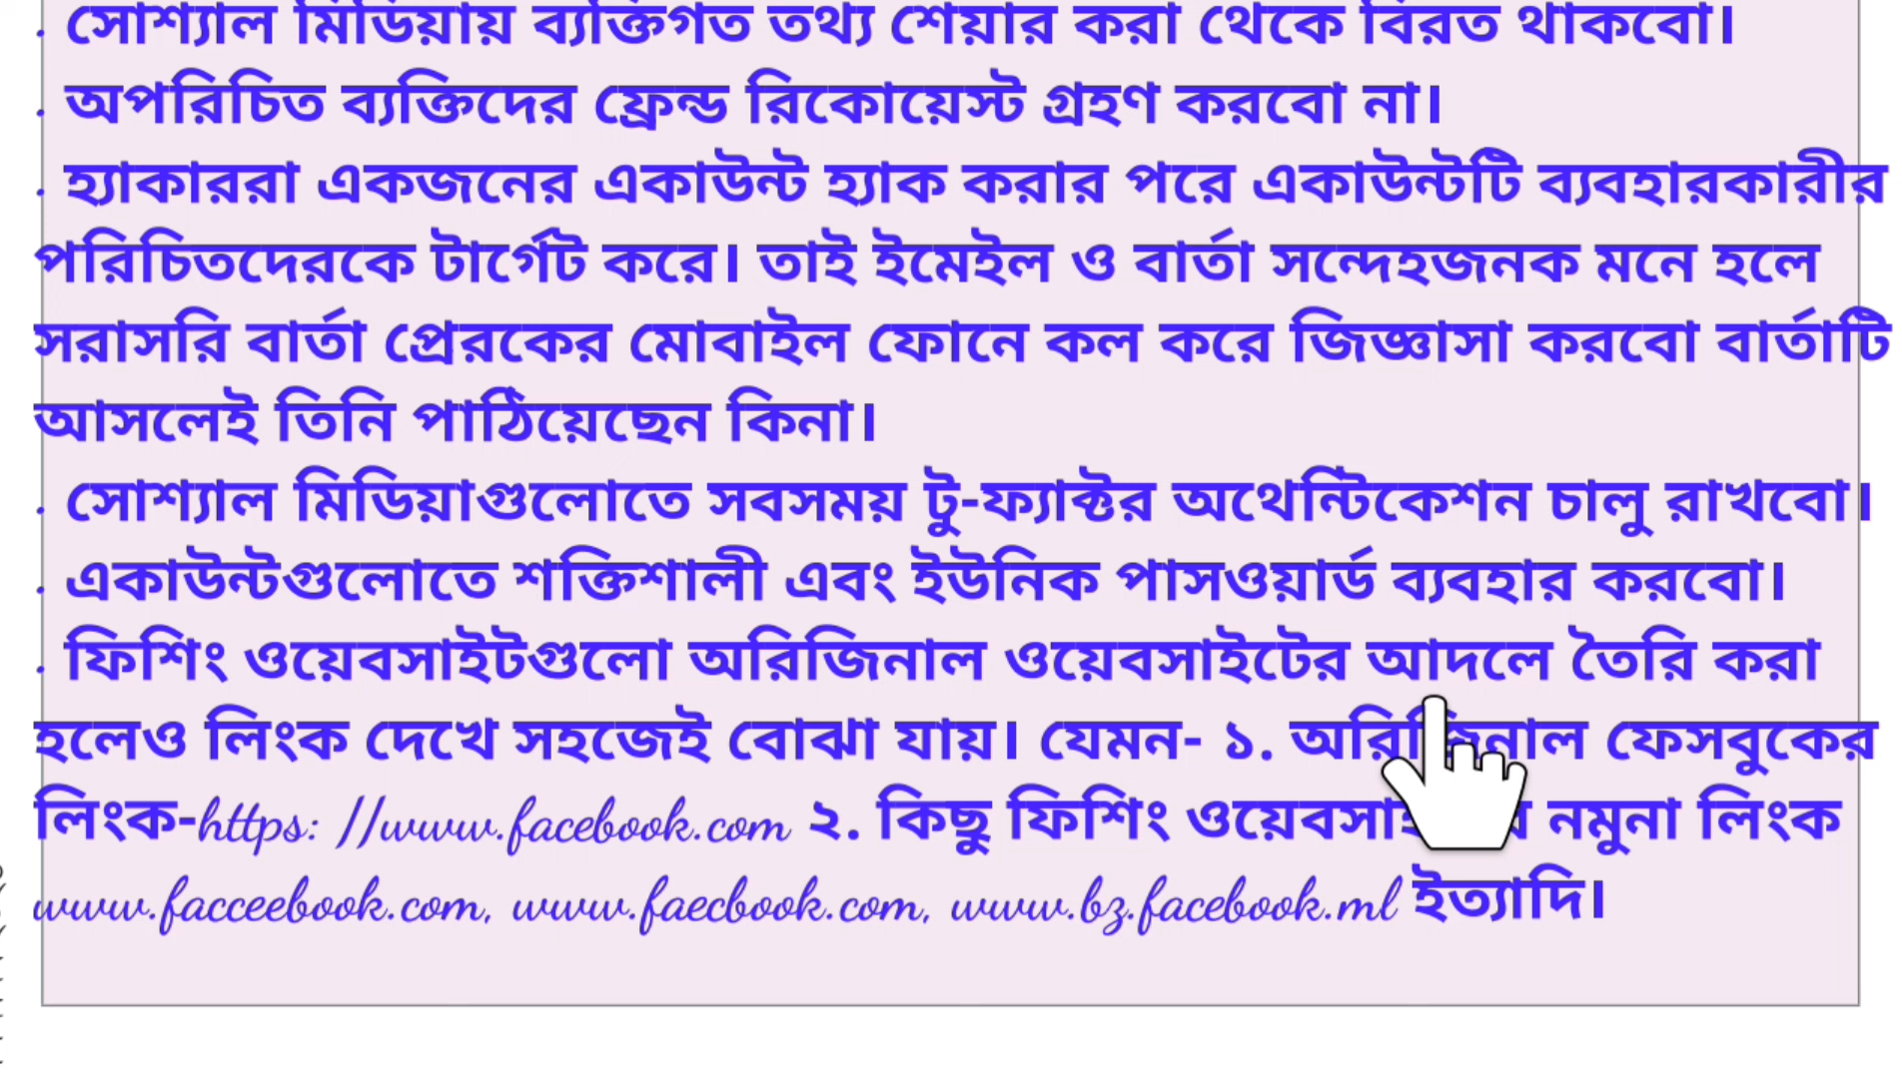 . সোশ্যাল মিডিয়ায় ব্যক্তিগত তথ্য শেয়ার করা থেকে বিরত থাকবো।
. অপরিচিত ব্যক্তিদের ফ্রেন্ড রিকোয়েস্ট গ্রহণ করবো না।
. হ্যাকাররা একজনের একাউন্ট হ্যাক করার পরে একাউন্টটি ব্যবহারকারীর
পরিচিতদেরকে টার্গেট করে। তাই ইমেইল ও বার্তা সন্দেহজনক মনে হলে
সরাসরি বার্তা প্রেরকের মোবাইল ফোনে কল করে জিজ্ঞাসা করবো বার্তাটি
আসলেই তিনি পাঠিয়েছেন কিনা।
. সোশ্যাল মিডিয়াগুলোতে সবসময় টু-ফ্যাক্টর অথেন্টিকেশন চালু রাখবো।
. একাউন্টগুলোতে শক্তিশালী এবং ইউনিক পাসওয়ার্ড ব্যবহার করবো।
. ফিশিং ওয়েবসাইটগুলো অরিজিনাল ওয়েবসাইটের আদলে তৈরি করা
হলেও লিংক দেখে সহজেই বোঝা যায়। যেমন- ১. অরিজিনাল ফেসবুকের
লিংক-https: //www.facebook.com ২. কিছু ফিশিং নমুনা লিংক
www.facceebook.com, www.faecbook.com, www.bz.facebook.ml ইত্যাদি।